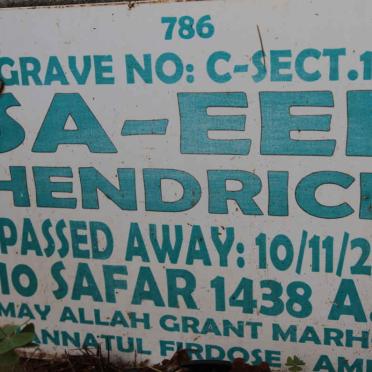 786
GRAVE NO: C-SECT.1
SA-EE
HENDRIC
PASSED AWAY: 10/11/2
10 SAFAR 1438 A.
MAY ALLAH GRANT MARH
ANNATUL FIRDOSE AM